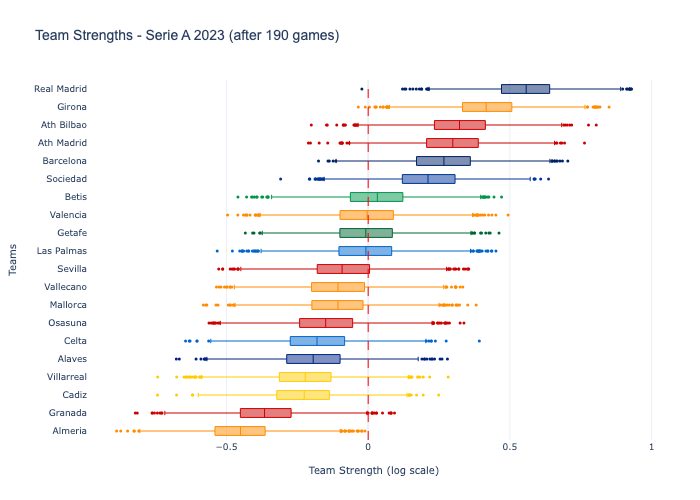 Team Strengths - Serie A 2023 (after 190 games)
Real Madrid
Girona
Ath Bilbao
Ath Madrid
Barcelona
Sociedad
Betis
Valencia
Getafe
Las Palmas
Sevilla
Vallecano
Mallorca
Osasuna
Celta
Alaves
Villarreal
Cadiz
Granada
Almeria
Teams
−0.5 0 0.5 1
Team Strength (log scale)